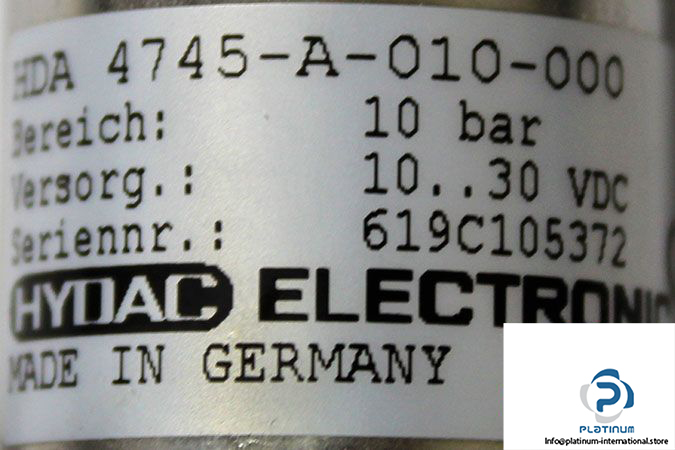 HDA 4745-A-010-000
Bereich: 10 bar
Versorg.: 10..30 VDC
Seriennr.: 619C105372
HYDAC ELECTRONIC
MADE IN GERMANY
PLATINUM
Info@platinum-international.store